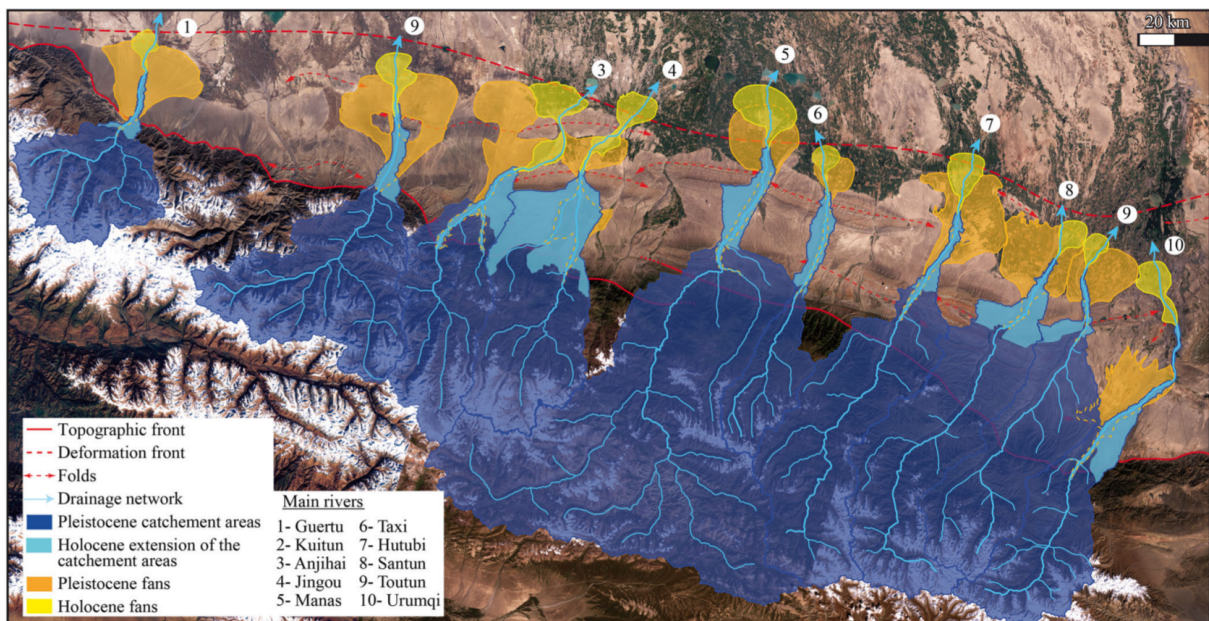 20 km
1
9
3
4
5
6
7
8
9
10
Topographic front
Deformation front
Folds
Drainage network
Pleistocene catchement areas
Holocene extension of the
catchement areas
Pleistocene fans
Holocene fans
Main rivers
1- Guertu
2- Kuitun
3- Anjihai
4- Jingou
5- Manas
6- Taxi
7- Hutubi
8- Santun
9- Toutun
10- Urumqi